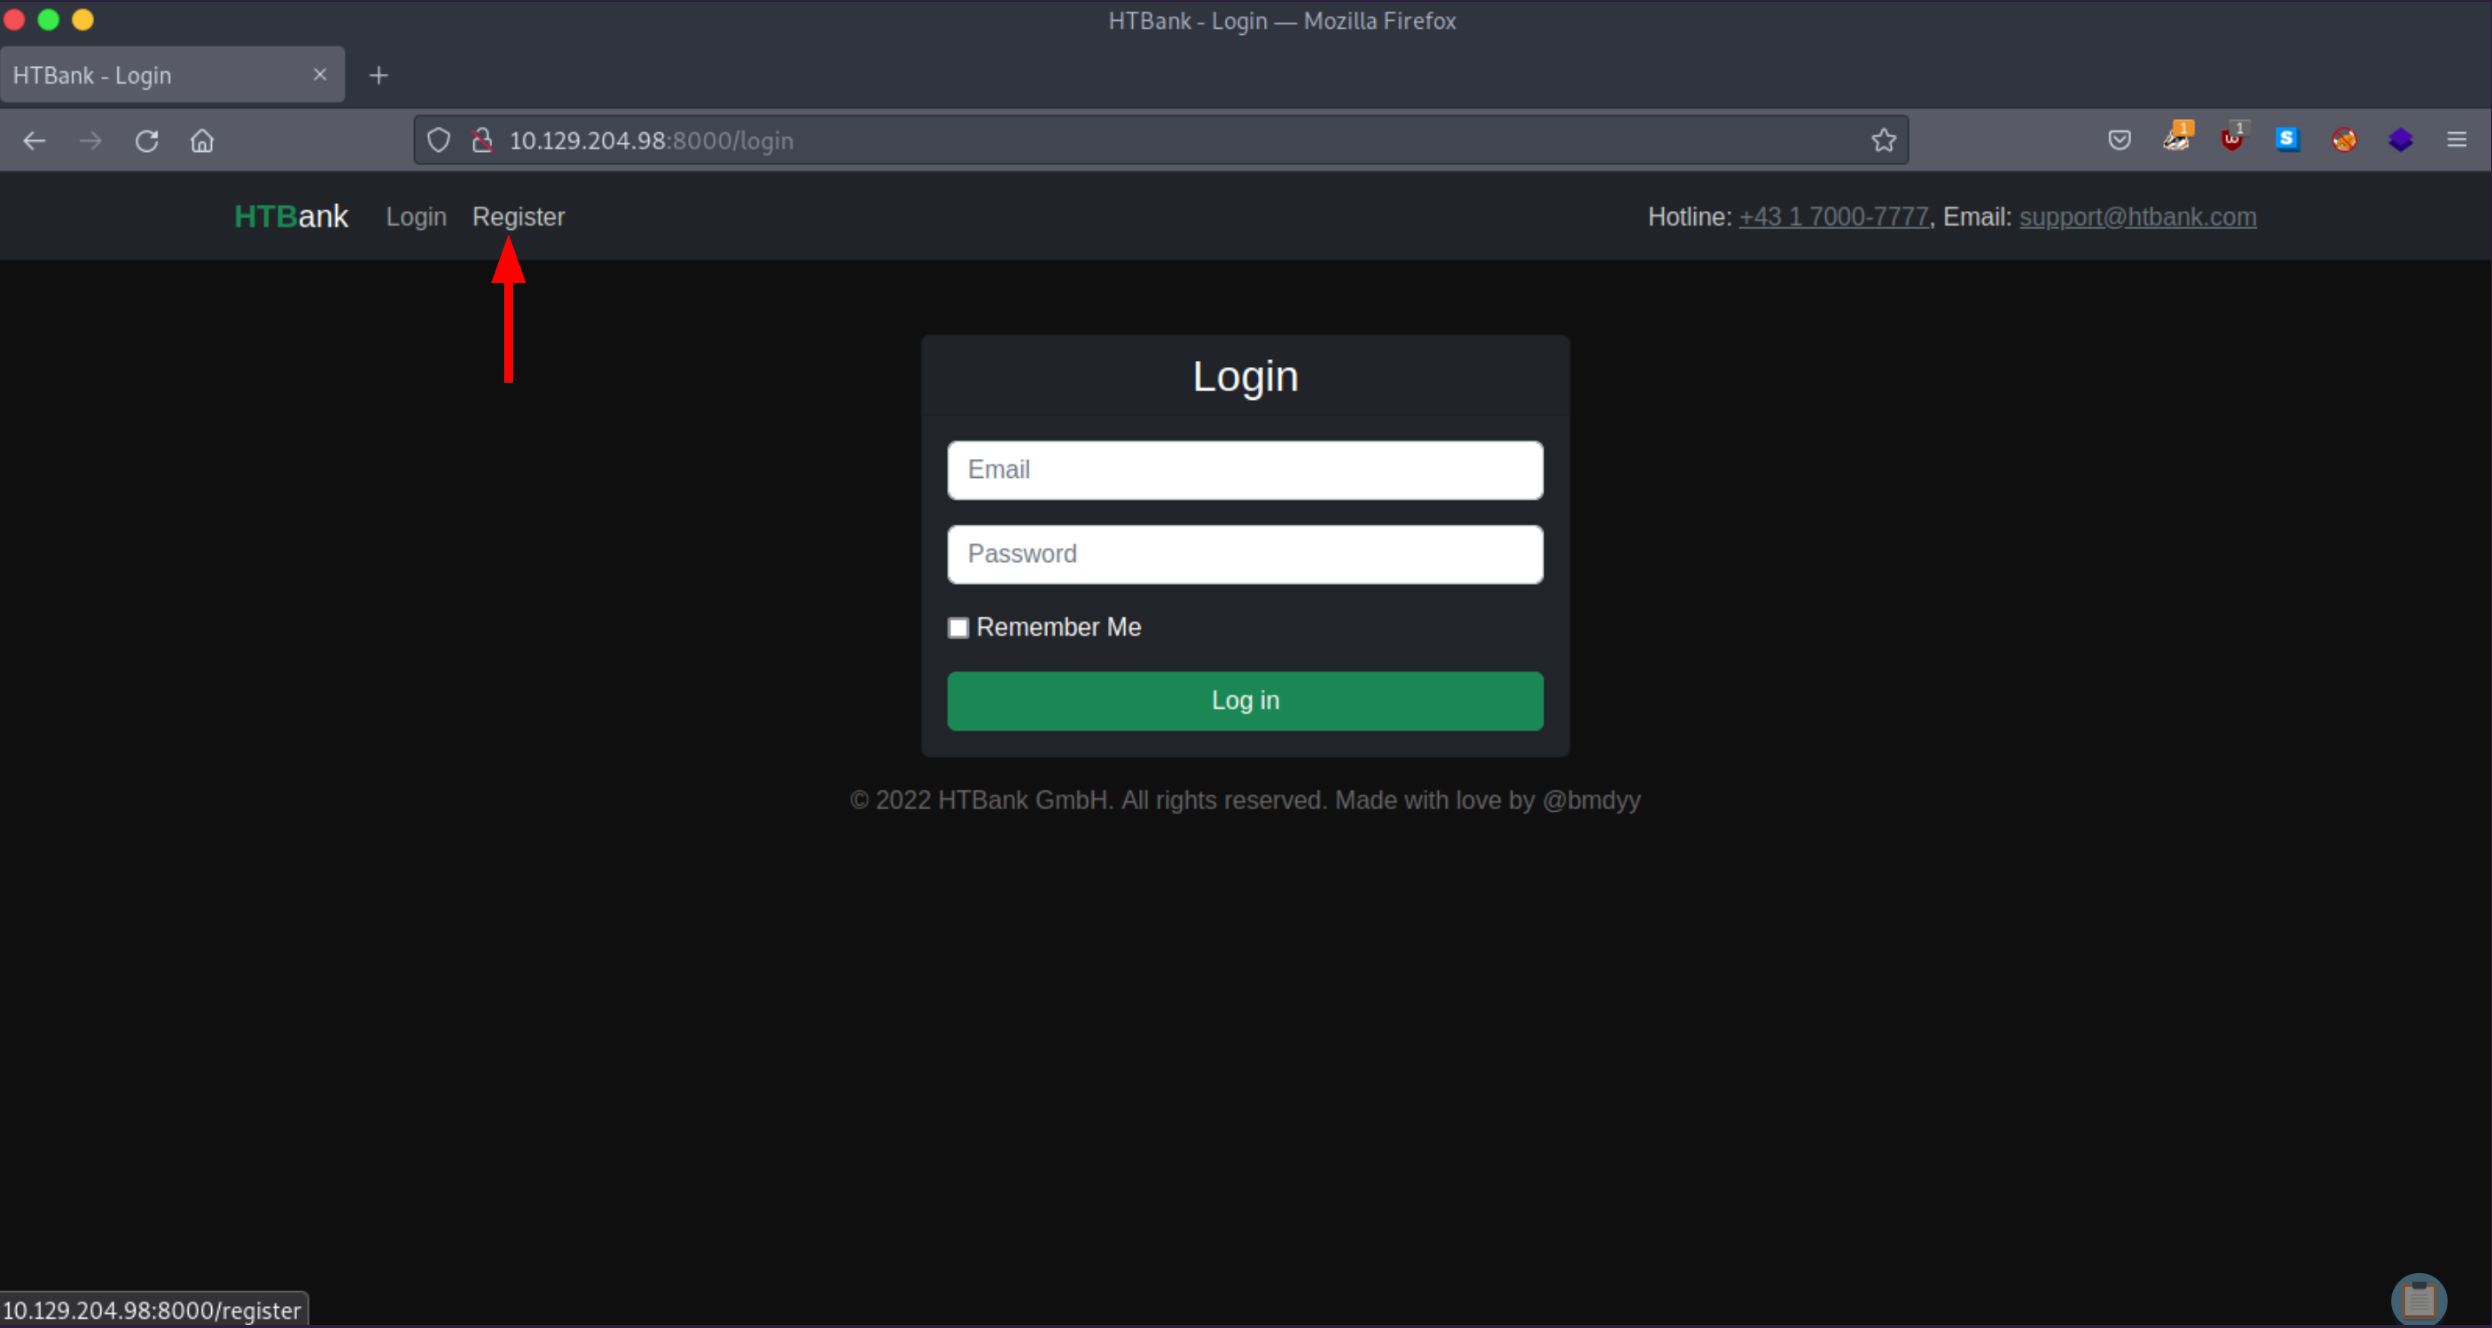 HTBank - Login — Mozilla Firefox
HTBank - Login
10.129.204.98:8000/login
1
1
S
HTBank Login Register Hotline: +43 1 7000-7777, Email: support@htbank.com
Login
Email
Password
Remember Me
Log in
© 2022 HTBank GmbH. All rights reserved. Made with love by @bmdyy
10.129.204.98:8000/register